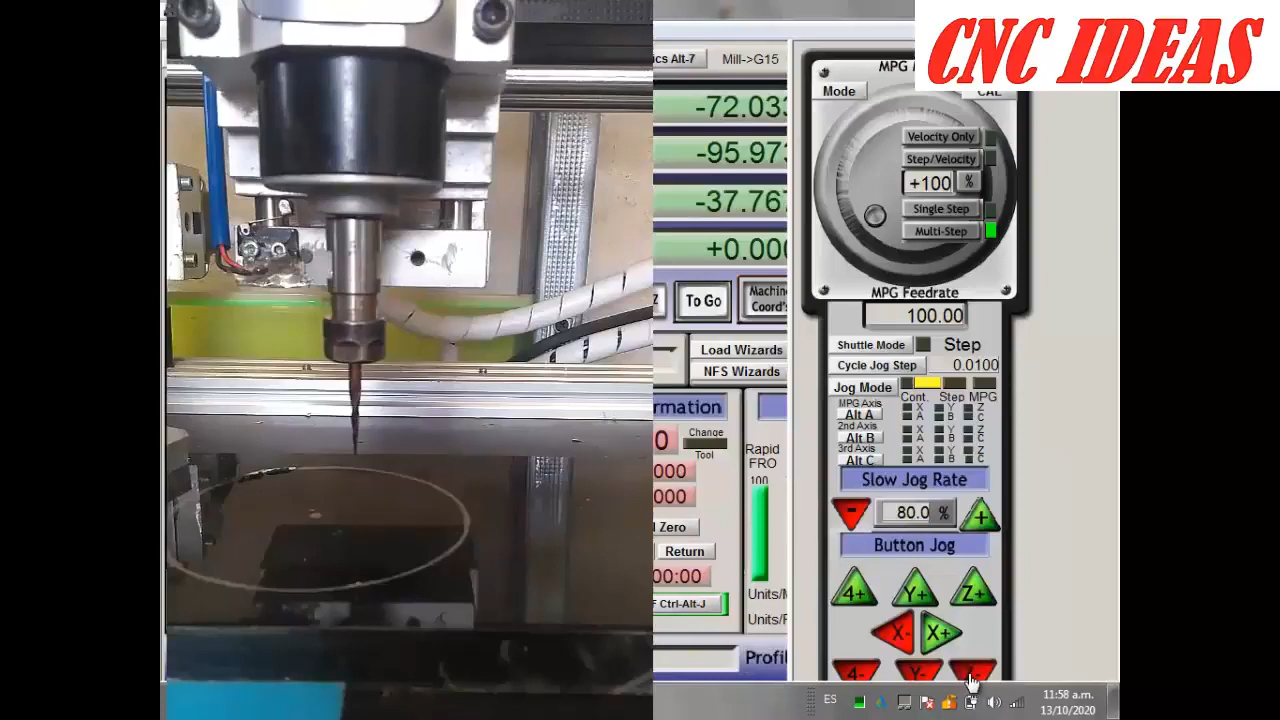 CNC IDEAS
ics Alt-7
Mill->G15
MPG M
Mode
CAL
-72.033
-95.973
-37.767
+0.000
Velocity Only
Step/Velocity
+100 %
Single Step
Multi-Step
Z
To Go
Machin
Coord's
MPG Feedrate
100.00
Shuttle Mode
Step
Cycle Jog Step
0.0100
Load Wizards
NFS Wizards
Jog Mode
Cont. Step MPG
MPG Axis
Alt A
X Y Z
A B C
2nd Axis
Alt B
X Y Z
A B C
3rd Axis
Alt C
X Y Z
A B C
rmation
0
Change
Tool
000
000
Rapid
FRO
100
Slow Jog Rate
-
80.0 %
+
l Zero
Return
00:00
F Ctrl-Alt-J
Units/M
Units/R
Profil
Button Jog
4+
Y+
Z+
X-
X+
4-
Y-
ES
11:58 a.m.
13/10/2020